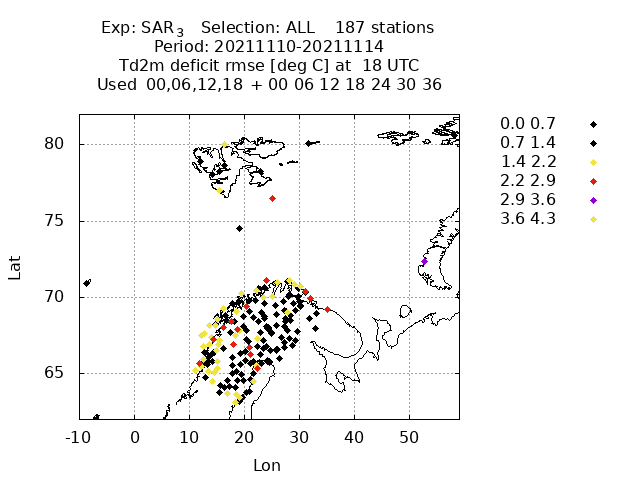 Exp: SAR3 Selection: ALL 187 stations
Period: 20211110-20211114
Td2m deficit rmse [deg C] at 18 UTC
Used 00,06,12,18 + 00 06 12 18 24 30 36
80
75
70
65
Lat
-10 0 10 20 30 40 50
Lon
0.0 0.7
0.7 1.4
1.4 2.2
2.2 2.9
2.9 3.6
3.6 4.3